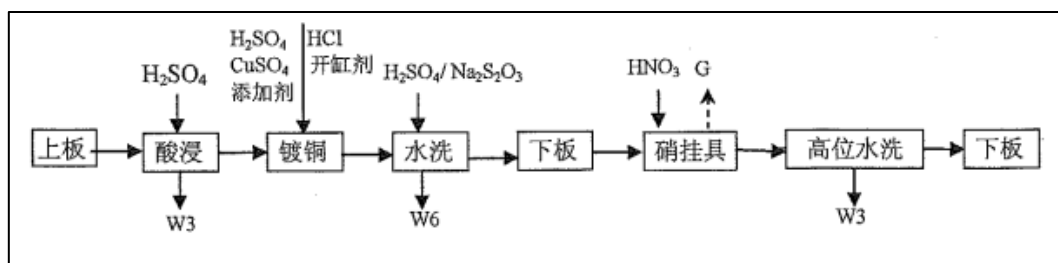 H₂SO₄
H₂SO₄
CuSO₄
添加剂
HCl
开缸剂
H₂SO₄/Na₂S₂O₃
HNO₃
G
上板
酸浸
镀铜
水洗
下板
硝挂具
高位水洗
下板
W3
W6
W3